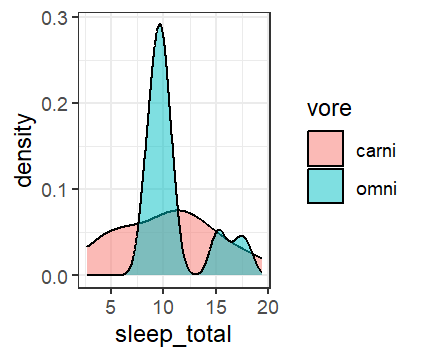 0.3
0.2
0.1
0.0
density
5 10 15 20
sleep_total
vore
carni
omni